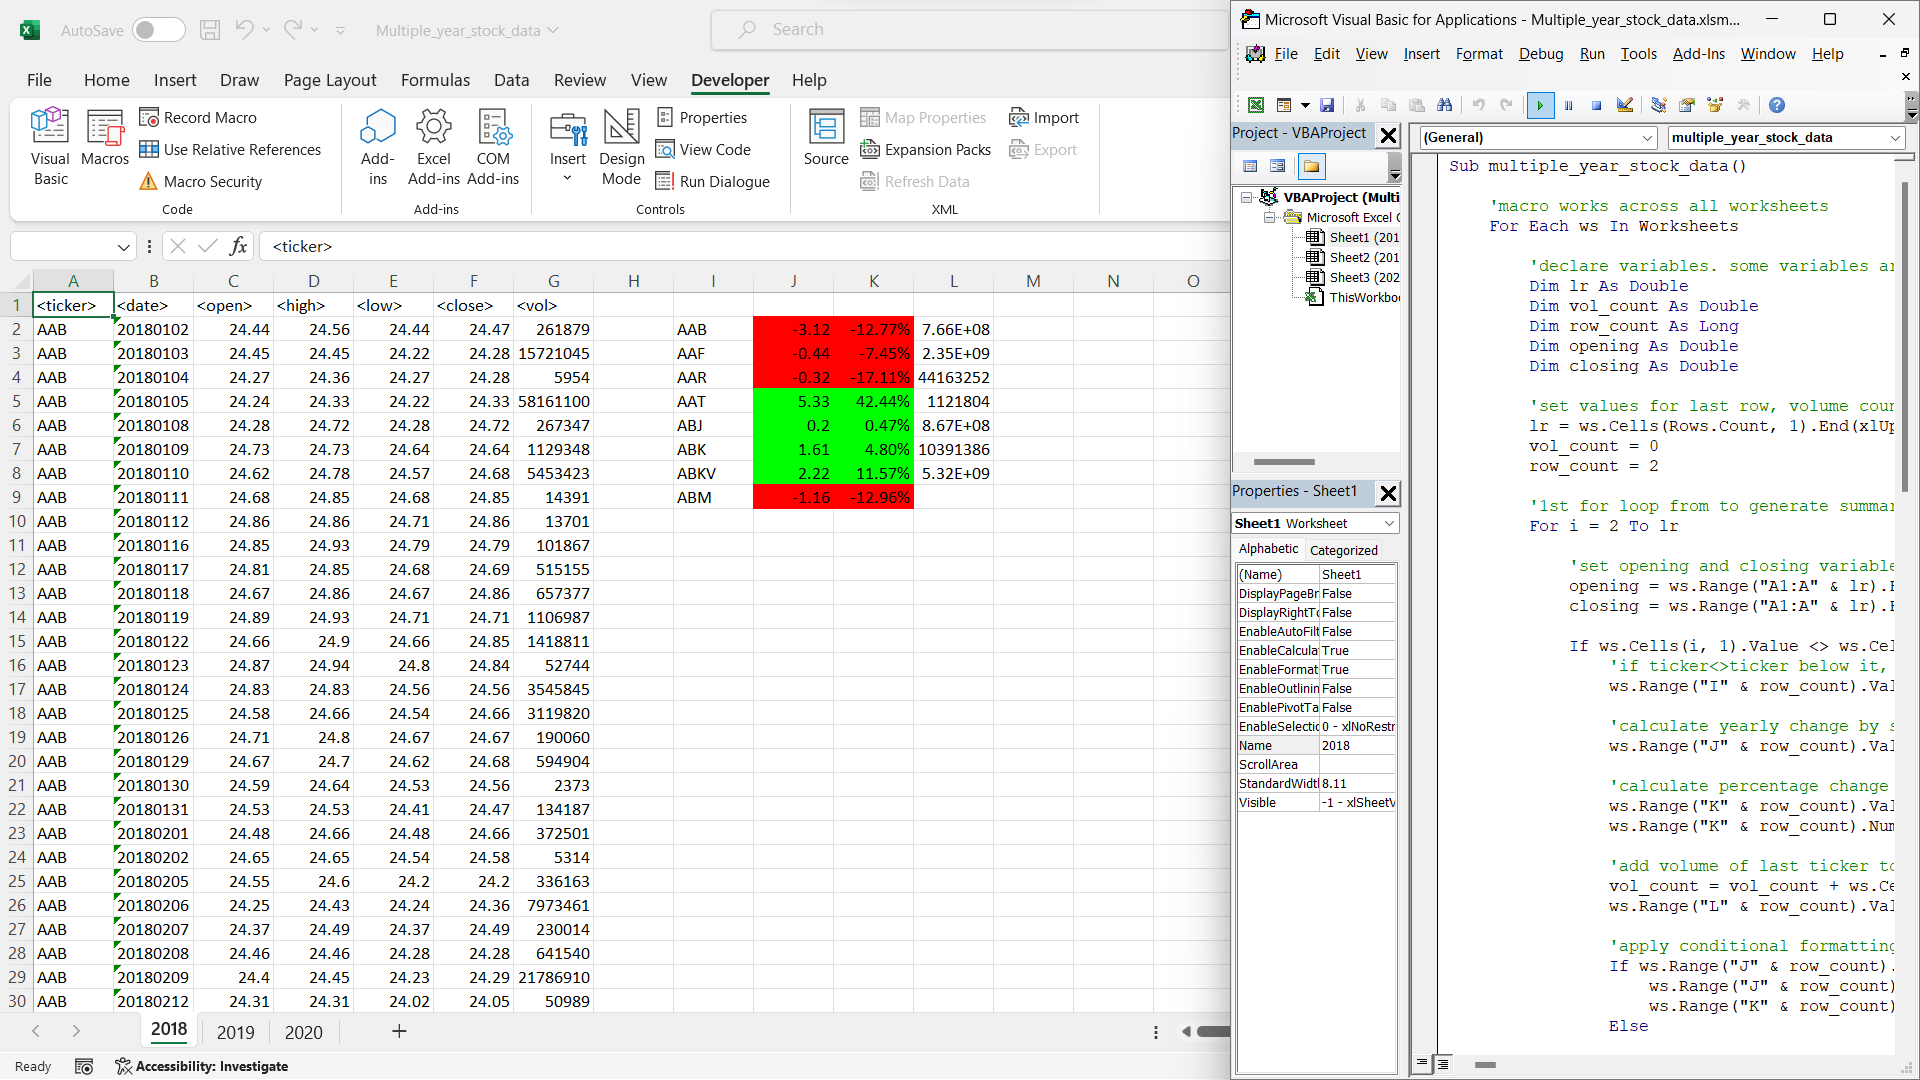 AutoSave
Multiple_year_stock_data
Search
File Home Insert Draw Page Layout Formulas Data Review View Developer Help
Visual Basic
Macros
Record Macro
Use Relative References
Macro Security
Code
Add-ins
Excel Add-ins
COM Add-ins
Add-ins
Insert
Design Mode
Properties
View Code
Run Dialogue
Controls
Source
Map Properties
Expansion Packs
Refresh Data
Import
Export
XML
fx <ticker>
A B C D E F G H I J K L M N O
1 <ticker> <date> <open> <high> <low> <close> <vol>
2 AAB 20180102 24.44 24.56 24.44 24.47 261879 AAB -3.12 -12.77% 7.66E+08
3 AAB 20180103 24.45 24.45 24.22 24.28 15721045 AAF -0.44 -7.45% 2.35E+09
4 AAB 20180104 24.27 24.36 24.27 24.28 5954 AAR -0.32 -17.11% 44163252
5 AAB 20180105 24.24 24.33 24.22 24.33 58161100 AAT 5.33 42.44% 1121804
6 AAB 20180108 24.28 24.72 24.28 24.72 267347 ABJ 0.2 0.47% 8.67E+08
7 AAB 20180109 24.73 24.73 24.64 24.64 1129348 ABK 1.61 4.80% 10391386
8 AAB 20180110 24.62 24.78 24.57 24.68 5453423 ABKV 2.22 11.57% 5.32E+09
9 AAB 20180111 24.68 24.85 24.68 24.85 14391 ABM -1.16 -12.96%
10 AAB 20180112 24.86 24.86 24.71 24.86 13701
11 AAB 20180116 24.85 24.93 24.79 24.79 101867
12 AAB 20180117 24.81 24.85 24.68 24.69 515155
13 AAB 20180118 24.67 24.86 24.67 24.86 657377
14 AAB 20180119 24.89 24.93 24.71 24.71 1106987
15 AAB 20180122 24.66 24.9 24.66 24.85 1418811
16 AAB 20180123 24.87 24.94 24.8 24.84 52744
17 AAB 20180124 24.83 24.83 24.56 24.56 3545845
18 AAB 20180125 24.58 24.66 24.54 24.66 3119820
19 AAB 20180126 24.71 24.8 24.67 24.67 190060
20 AAB 20180129 24.67 24.7 24.62 24.68 594904
21 AAB 20180130 24.59 24.64 24.53 24.56 2373
22 AAB 20180131 24.53 24.53 24.41 24.47 134187
23 AAB 20180201 24.48 24.66 24.48 24.66 372501
24 AAB 20180202 24.65 24.65 24.54 24.58 5314
25 AAB 20180205 24.55 24.6 24.2 24.2 336163
26 AAB 20180206 24.25 24.43 24.24 24.36 7973461
27 AAB 20180207 24.37 24.49 24.37 24.49 230014
28 AAB 20180208 24.46 24.46 24.28 24.28 641540
29 AAB 20180209 24.4 24.45 24.23 24.29 21786910
30 AAB 20180212 24.31 24.31 24.02 24.05 50989
2018 2019 2020
Ready Accessibility: Investigate
Microsoft Visual Basic for Applications - Multiple_year_stock_data.xlsm...
File Edit View Insert Format Debug Run Tools Add-Ins Window Help
Project - VBAProject
VBAProject (Multi
Microsoft Excel
Sheet1 (201
Sheet2 (201
Sheet3 (202
ThisWorkboo
Properties - Sheet1
Sheet1 Worksheet
Alphabetic Categorized
(Name) Sheet1
DisplayPageBr False
DisplayRightTo False
EnableAutoFilt False
EnableCalculat True
EnableFormat True
EnableOutlinin False
EnablePivotTa False
EnableSelectio 0 - xlNoRestr
Name 2018
ScrollArea
StandardWidth 8.11
Visible -1 - xlSheetV
(General) multiple_year_stock_data
Sub multiple_year_stock_data()
'macro works across all worksheets
For Each ws In Worksheets
'declare variables. some variables ar
Dim lr As Double
Dim vol_count As Double
Dim row_count As Long
Dim opening As Double
Dim closing As Double
'set values for last row, volume coun
lr = ws.Cells(Rows.Count, 1).End(xlUp
vol_count = 0
row_count = 2
'1st for loop from to generate summar
For i = 2 To lr
'set opening and closing variable
opening = ws.Range("A1:A" & lr).
closing = ws.Range("A1:A" & lr).
If ws.Cells(i, 1).Value <> ws.Cel
'if ticker<>ticker below it,
ws.Range("I" & row_count).Val
'calculate yearly change by s
ws.Range("J" & row_count).Val
'calculate percentage change
ws.Range("K" & row_count).Val
ws.Range("K" & row_count).Num
'add volume of last ticker to
vol_count = vol_count + ws.Ce
ws.Range("L" & row_count).Val
'apply conditional formatting
If ws.Range("J" & row_count).
ws.Range("J" & row_count)
ws.Range("K" & row_count)
Else